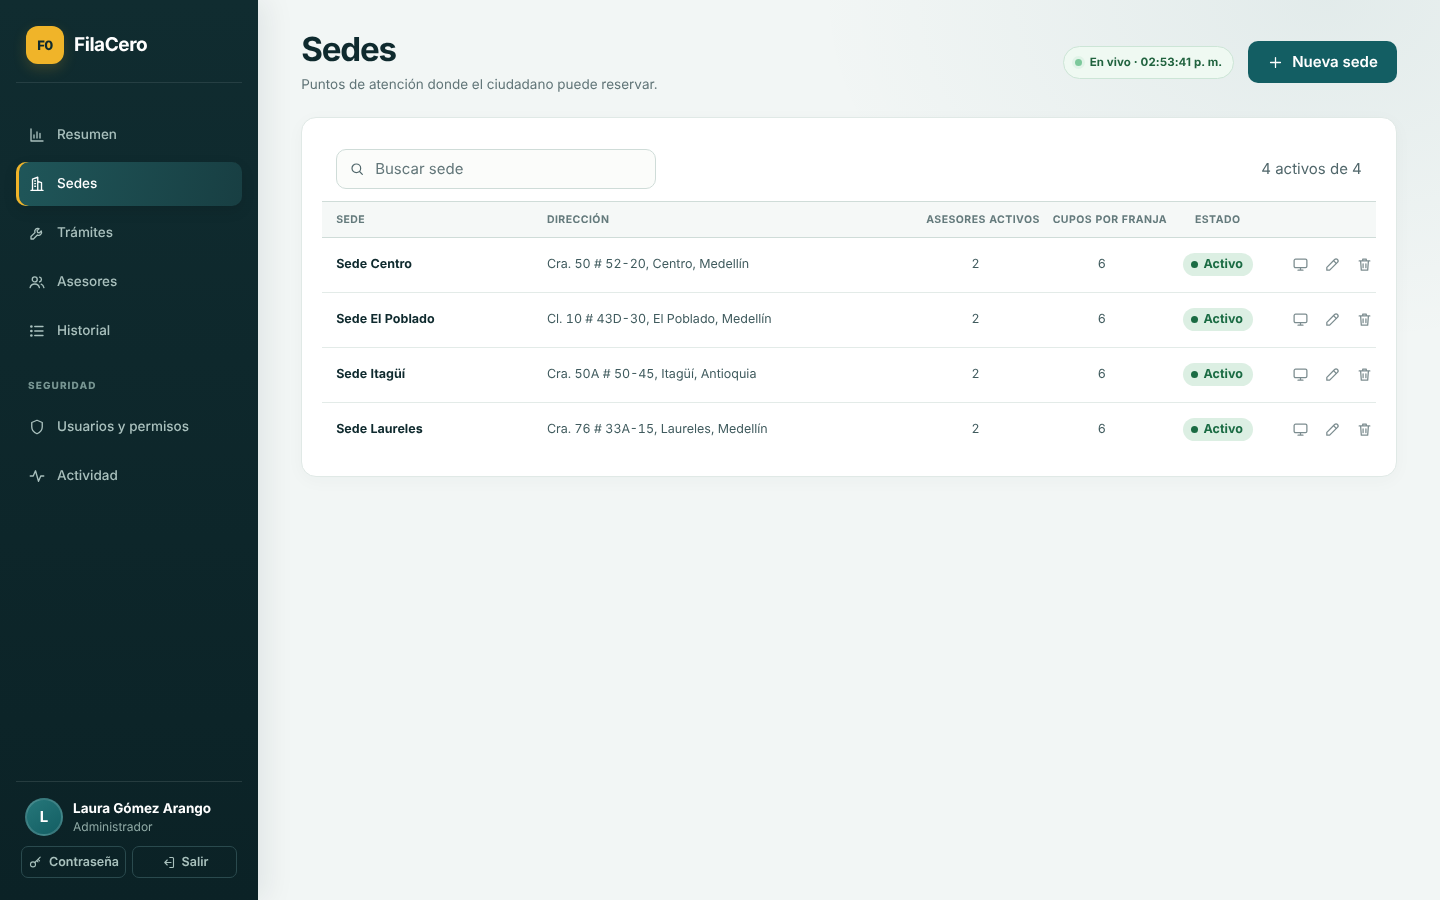 F0 FilaCero
Resumen
Sedes
Trámites
Asesores
Historial
SEGURIDAD
Usuarios y permisos
Actividad
L
Laura Gómez Arango
Administrador
Contraseña Salir
Sedes
Puntos de atención donde el ciudadano puede reservar.
En vivo · 02:53:41 p. m.
Nueva sede
Buscar sede
4 activos de 4
SEDE DIRECCIÓN ASESORES ACTIVOS CUPOS POR FRANJA ESTADO
Sede Centro Cra. 50 # 52-20, Centro, Medellín 2 6 Activo
Sede El Poblado Cl. 10 # 43D-30, El Poblado, Medellín 2 6 Activo
Sede Itagüí Cra. 50A # 50-45, Itagüí, Antioquia 2 6 Activo
Sede Laureles Cra. 76 # 33A-15, Laureles, Medellín 2 6 Activo